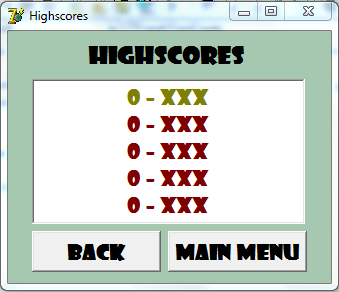 Highscores
HIGHSCORES
0 - XXX
0 - XXX
0 - XXX
0 - XXX
0 - XXX
BACK
MAIN MENU